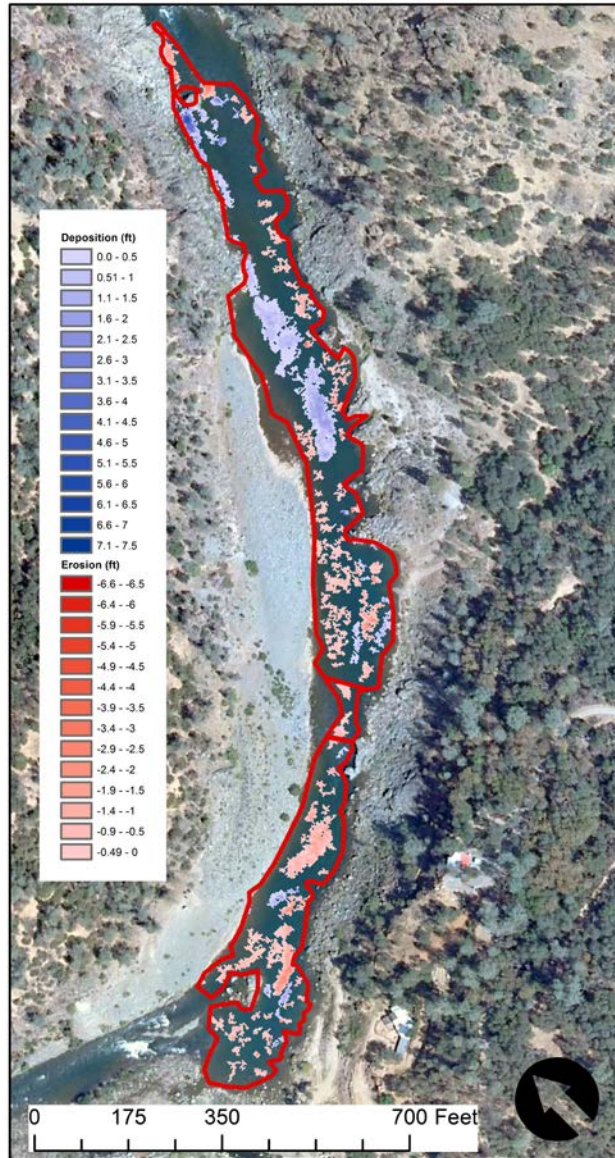 Deposition (ft)
0.0 - 0.5
0.51 - 1
1.1 - 1.5
1.6 - 2
2.1 - 2.5
2.6 - 3
3.1 - 3.5
3.6 - 4
4.1 - 4.5
4.6 - 5
5.1 - 5.5
5.6 - 6
6.1 - 6.5
6.6 - 7
7.1 - 7.5
Erosion (ft)
-6.6 - -6.5
-6.4 - -6
-5.9 - -5.5
-5.4 - -5
-4.9 - -4.5
-4.4 - -4
-3.9 - -3.5
-3.4 - -3
-2.9 - -2.5
-2.4 - -2
-1.9 - -1.5
-1.4 - -1
-0.9 - -0.5
-0.49 - 0
0 175 350 700 Feet